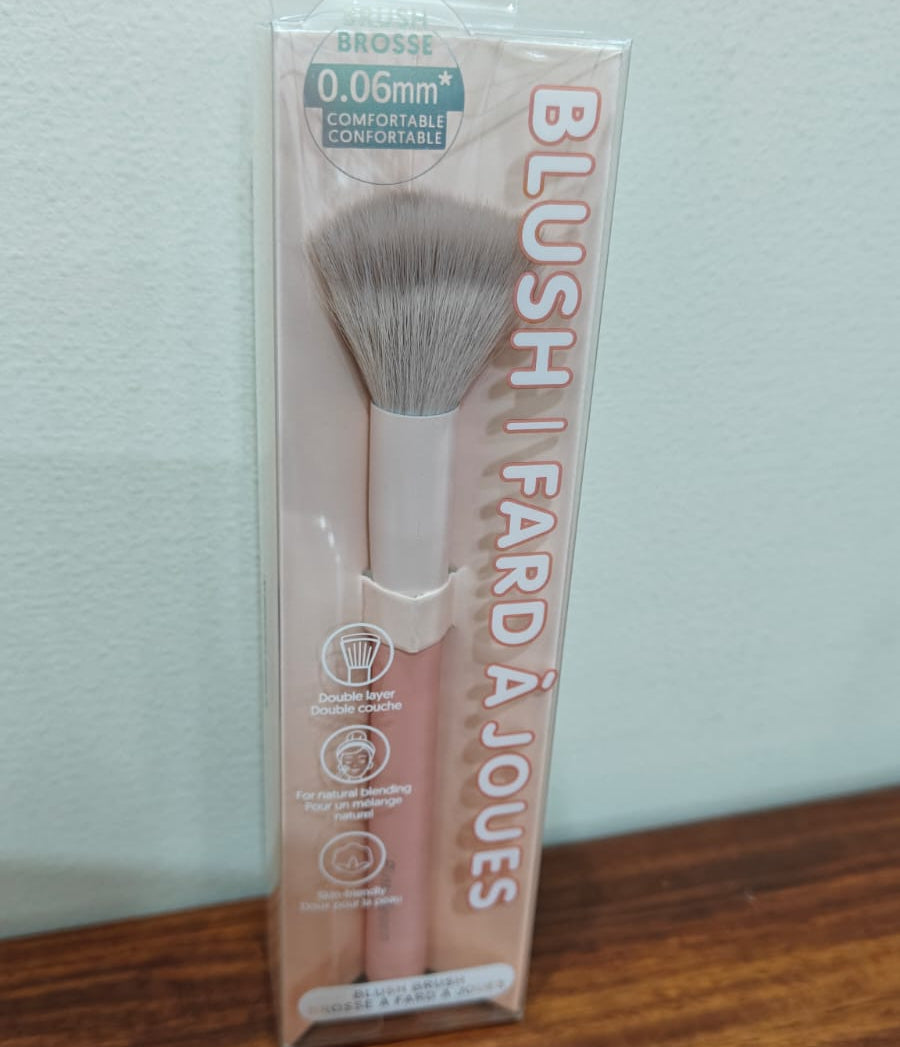 BRUSH
BROSSE
0.06mm*
COMFORTABLE
CONFORTABLE
BLUSH | FARD À JOUES
Double layer
Double couche
For natural blending
Pour un mélange
naturel
Skin-friendly
Doux pour la peau
BLUSH BRUSH
BROSSE À FARD À JOUES